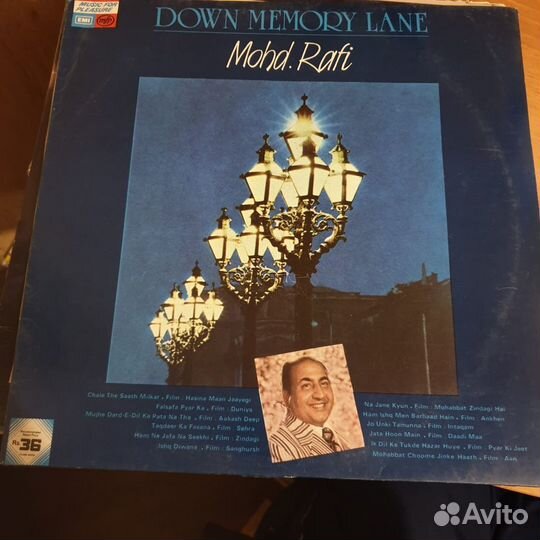 MUSIC FOR
PLEASURE
EMI mfp
DOWN MEMORY LANE
Mohd. Rafi
Chale The Saath Milkar • Film : Hasina Maan Jaayegi
Falsafa Pyar Ka • Film : Duniya
Mujhe Dard-E-Dil Ka Pata Na Tha • Film : Aakash Deep
Taqdeer Ka Fasana • Film : Sehra
Ham Ne Jafa Na Seekhi • Film : Zindagi
Ishq Diwana • Film : Sanghursh
Na Jane Kyun • Film : Mohabbat Zindagi Hai
Ham Ishq Men Barbaad Hain • Film : Ankhen
Jo Unki Tamunna • Film : Intaqam
Jata Hoon Main • Film : Daadi Maa
Ik Dil Ke Tukde Hazar Huye • Film : Pyar Ki Jeet
Mohabbat Choome Jinke Haath • Film : Aan
Rs 36
Avito